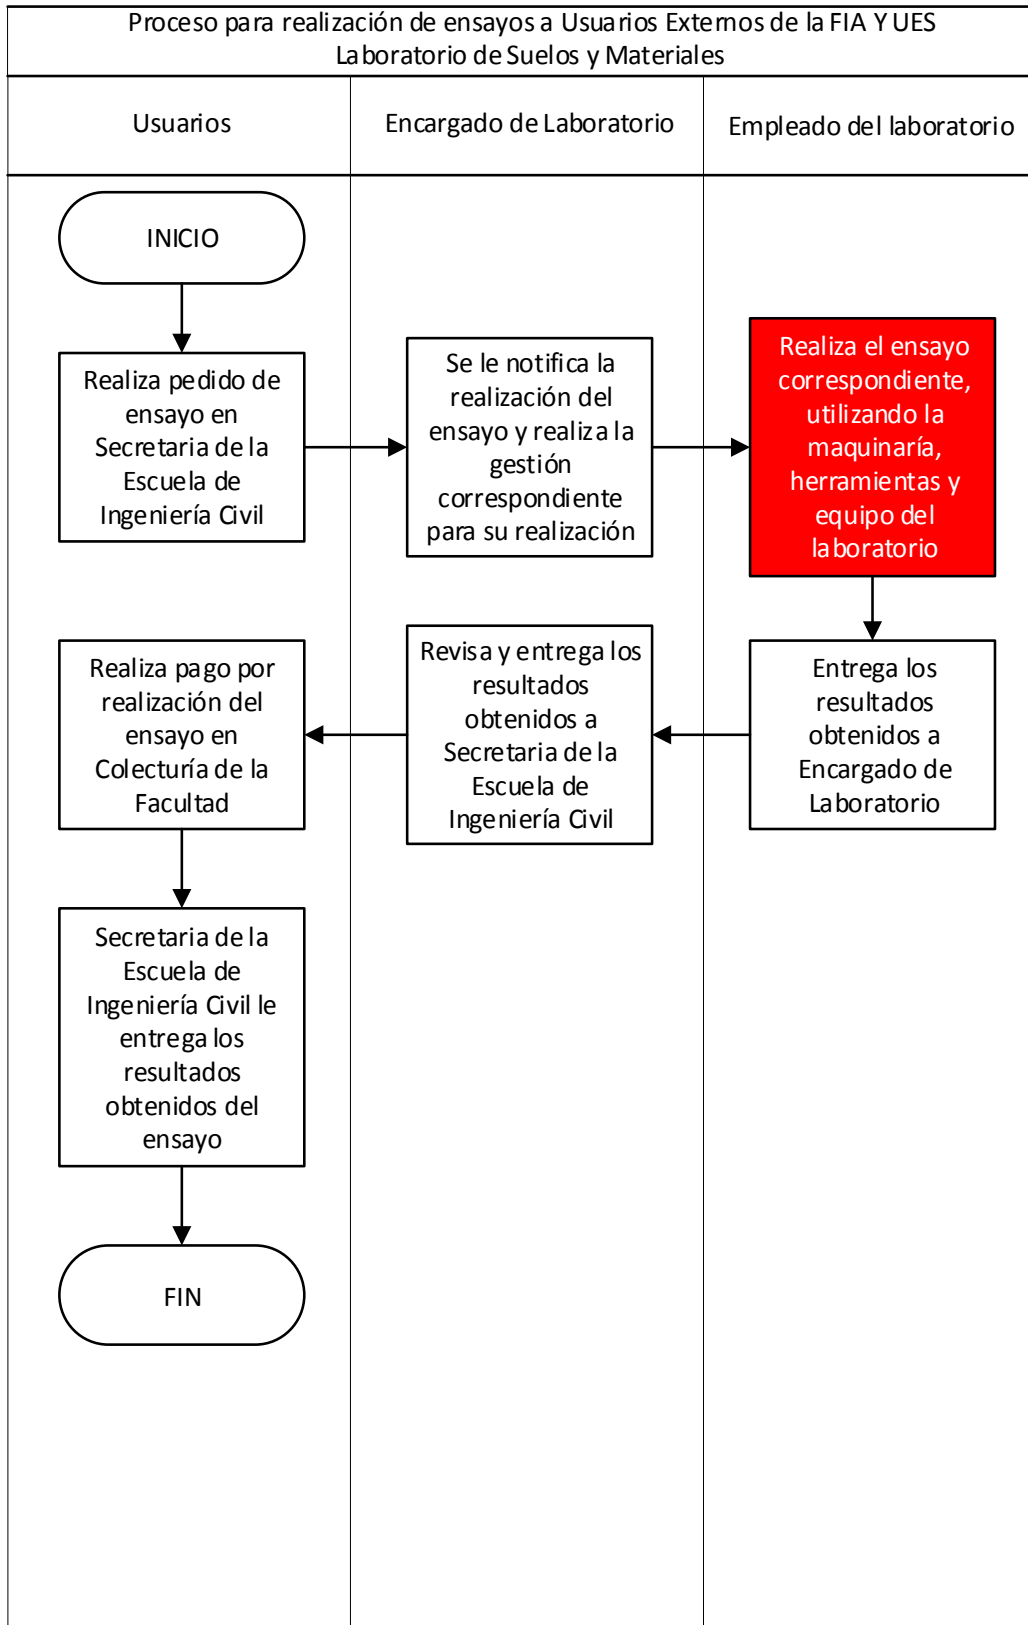 Proceso para realización de ensayos a Usuarios Externos de la FIA Y UES
Laboratorio de Suelos y Materiales
Usuarios
Encargado de Laboratorio
Empleado del laboratorio
INICIO
Realiza pedido de
ensayo en
Secretaria de la
Escuela de
Ingeniería Civil
Se le notifica la
realización del
ensayo y realiza la
gestión
correspondiente
para su realización
Realiza el ensayo
correspondiente,
utilizando la
maquinaría,
herramientas y
equipo del
laboratorio
Realiza pago por
realización del
ensayo en
Colecturía de la
Facultad
Revisa y entrega los
resultados
obtenidos a
Secretaria de la
Escuela de
Ingeniería Civil
Entrega los
resultados
obtenidos a
Encargado de
Laboratorio
Secretaria de la
Escuela de
Ingeniería Civil le
entrega los
resultados
obtenidos del
ensayo
FIN